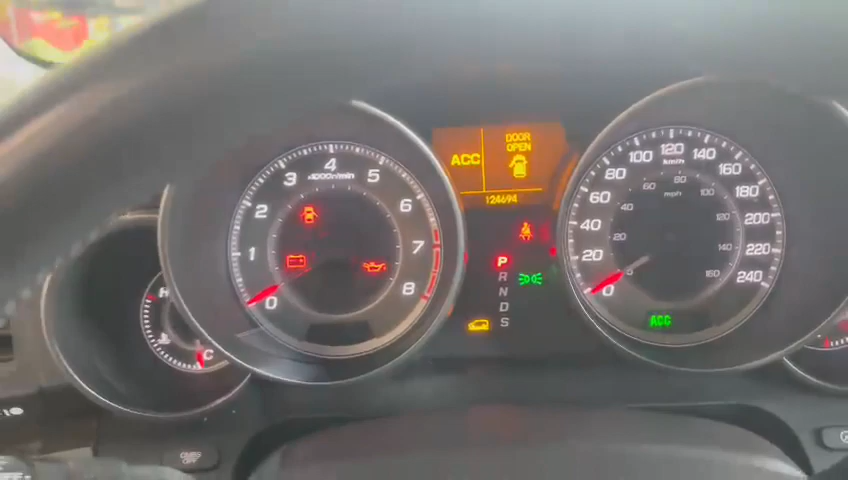 ACC
DOOR
OPEN
124694
0 1 2 3 4 5 6 7 8
x1000r/min
0 20 40 60 80 100 120 140 160 180 200 220 240
km/h
mph
0 20 40 60 80 100 120 140 160
P
R
N
D
S
ACC
H
C
OFF